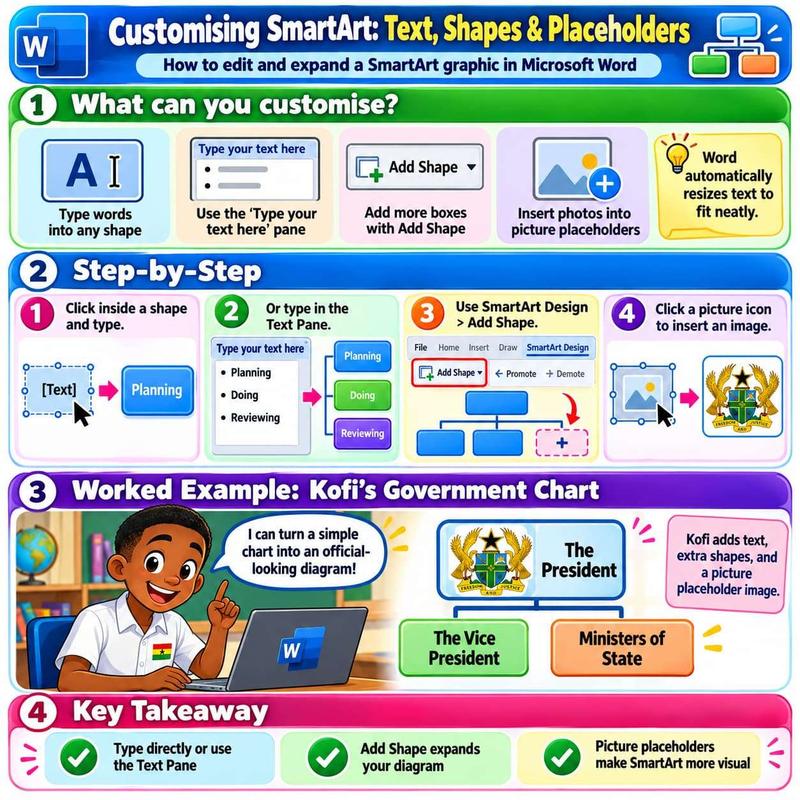 W
Customising SmartArt: Text, Shapes & Placeholders
How to edit and expand a SmartArt graphic in Microsoft Word
1 What can you customise?
A
Type words
into any shape
Type your text here
Use the 'Type your
text here' pane
Add Shape
Add more boxes
with Add Shape
Insert photos into
picture placeholders
Word
automatically
resizes text to
fit neatly.
2 Step-by-Step
1 Click inside a shape
and type.
[Text]
Planning
2 Or type in the
Text Pane.
Type your text here
• Planning
• Doing
• Reviewing
Planning
Doing
Reviewing
3 Use SmartArt Design
> Add Shape.
File Home Insert Draw SmartArt Design
Add Shape ← Promote → Demote
+
4 Click a picture icon
to insert an image.
FREEDOM AND JUSTICE
3 Worked Example: Kofi's Government Chart
I can turn a simple
chart into an official-
looking diagram!
W
FREEDOM AND JUSTICE
The
President
The Vice
President
Ministers of
State
Kofi adds text,
extra shapes, and
a picture
placeholder image.
4 Key Takeaway
Type directly or use
the Text Pane
Add Shape expands
your diagram
Picture placeholders
make SmartArt more visual